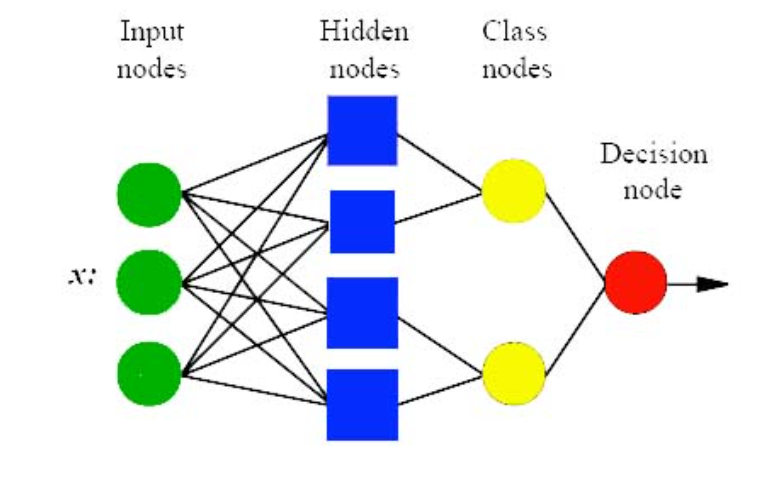 Input
nodes
Hidden
nodes
Class
nodes
Decision
node
x: